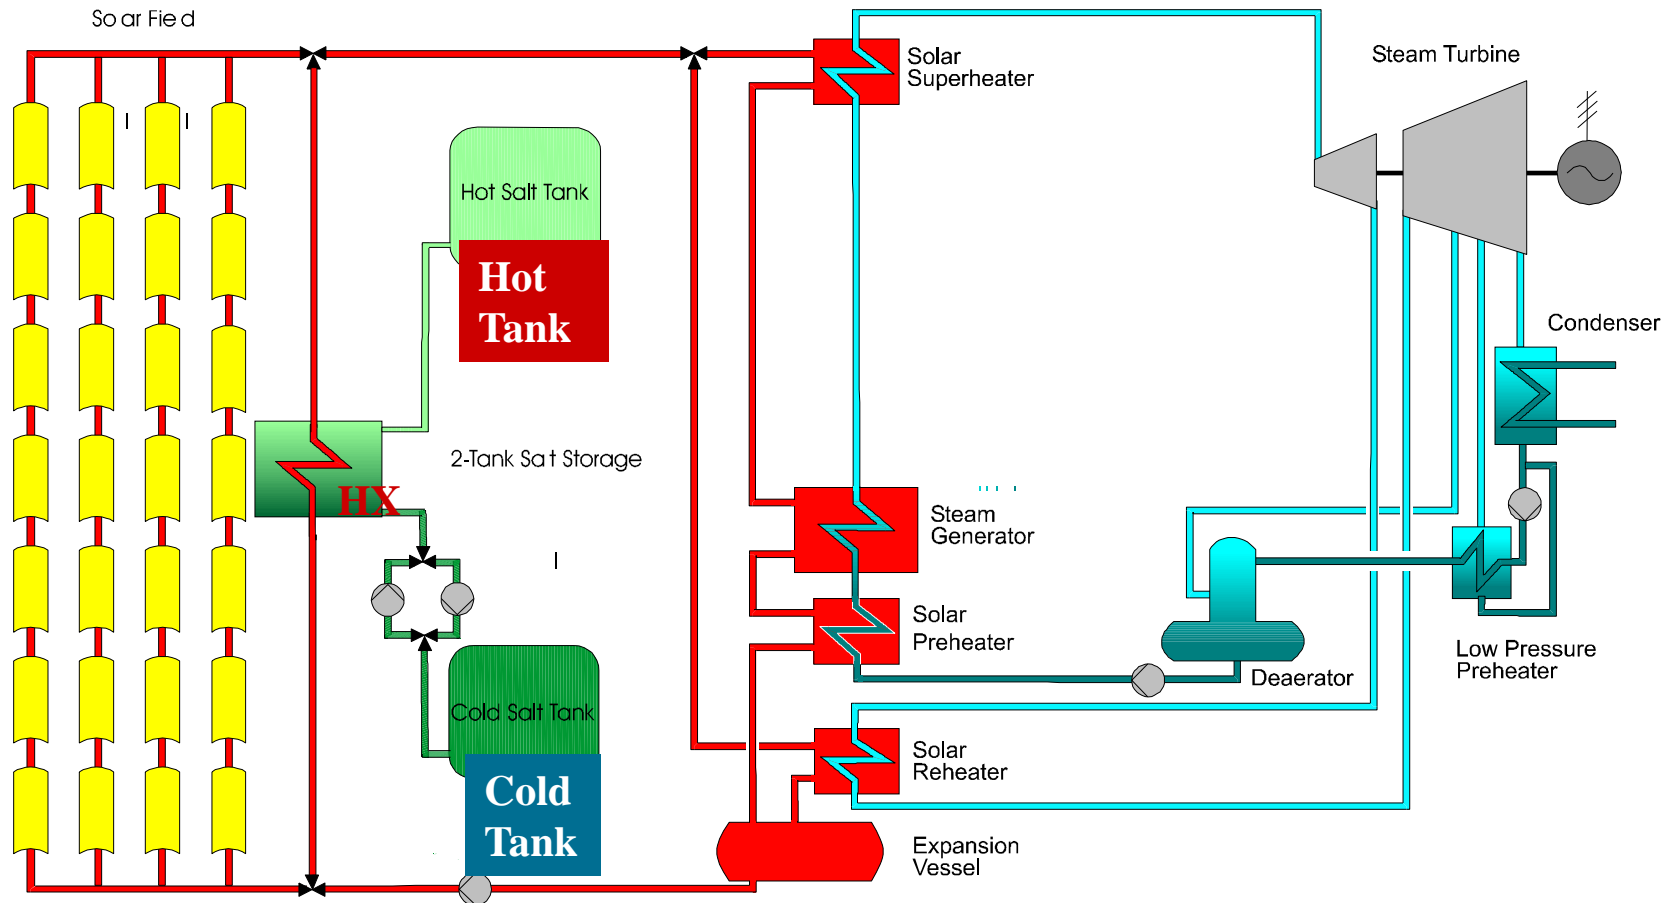 So ar Fie d
Solar
Superheater
Steam Turbine
Hot Salt Tank
Hot
Tank
Condenser
2-Tank Sa t Storage
HX
Steam
Generator
Solar
Preheater
Low Pressure
Preheater
Deaerator
Cold Salt Tank
Solar
Reheater
Cold
Tank
Expansion
Vessel